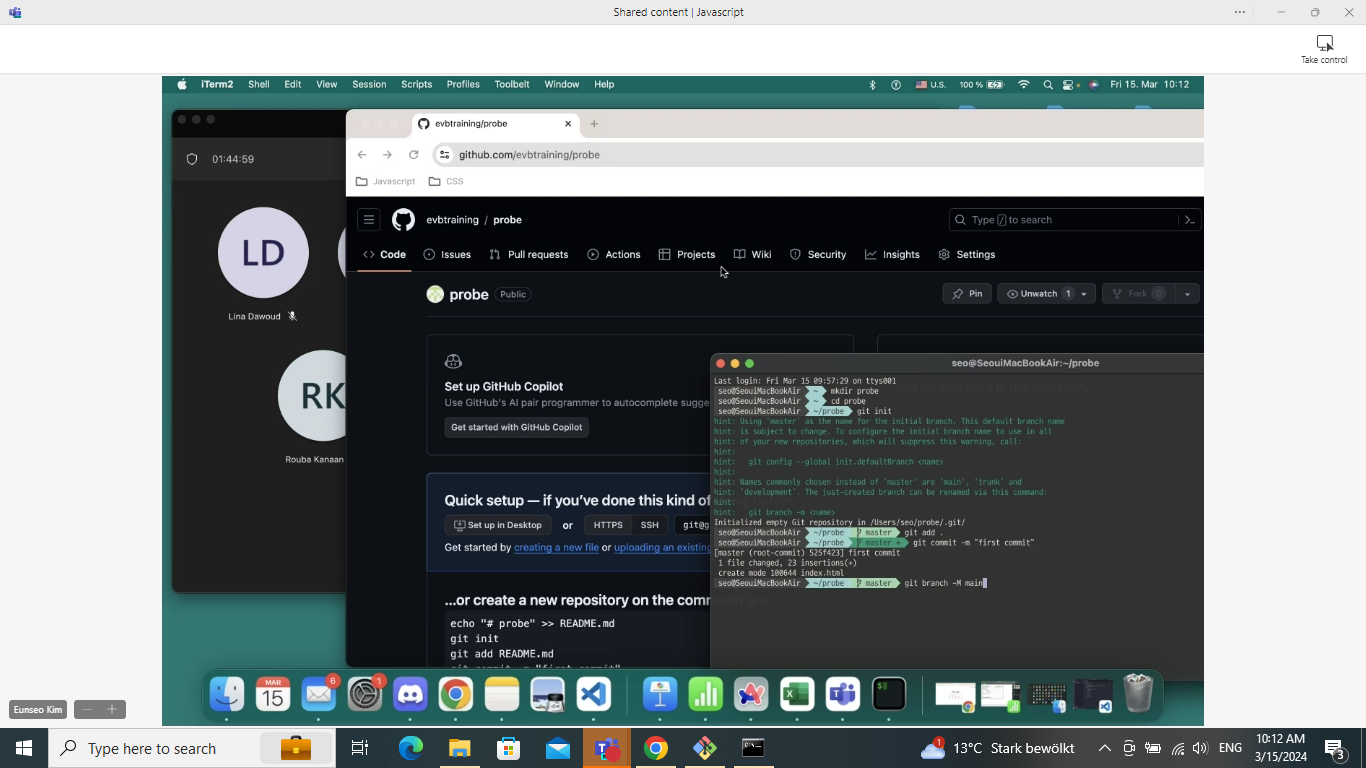 Shared content | Javascript
Take control
iTerm2 Shell Edit View Session Scripts Profiles Toolbelt Window Help
U.S. 100 % Fri 15. Mar 10:12
evbtraining/probe
01:44:59
github.com/evbtraining/probe
Javascript CSS
LD
Lina Dawoud
RK
Rouba Kanaan
evbtraining / probe
Type / to search
Code Issues Pull requests Actions Projects Wiki Security Insights Settings
probe Public
Pin Unwatch 1 Fork 0
Set up GitHub Copilot
Use GitHub's AI pair programmer to autocomplete sugge
Get started with GitHub Copilot
Quick setup — if you've done this kind of
Set up in Desktop or HTTPS SSH git@g
Get started by creating a new file or uploading an existing
...or create a new repository on the comm
echo "# probe" >> README.md
git init
git add README.md
seo@SeouiMacBookAir:~/probe
Last login: Fri Mar 15 09:57:29 on ttys001
seo@SeouiMacBookAir ~ mkdir probe
seo@SeouiMacBookAir ~ cd probe
seo@SeouiMacBookAir ~/probe git init
hint: Using 'master' as the name for the initial branch. This default branch name
hint: is subject to change. To configure the initial branch name to use in all
hint: of your new repositories, which will suppress this warning, call:
hint:
hint: git config --global init.defaultBranch <name>
hint:
hint: Names commonly chosen instead of 'master' are 'main', 'trunk' and
hint: 'development'. The just-created branch can be renamed via this command:
hint:
hint: git branch -m <name>
Initialized empty Git repository in /Users/seo/probe/.git/
seo@SeouiMacBookAir ~/probe master git add .
seo@SeouiMacBookAir ~/probe master + git commit -m "first commit"
[master (root-commit) 525f423] first commit
1 file changed, 23 insertions(+)
create mode 100644 index.html
seo@SeouiMacBookAir ~/probe master git branch -M main
MAR
15
6
1
Eunseo Kim
Type here to search
1
13°C Stark bewölkt
ENG
10:12 AM
3/15/2024
3